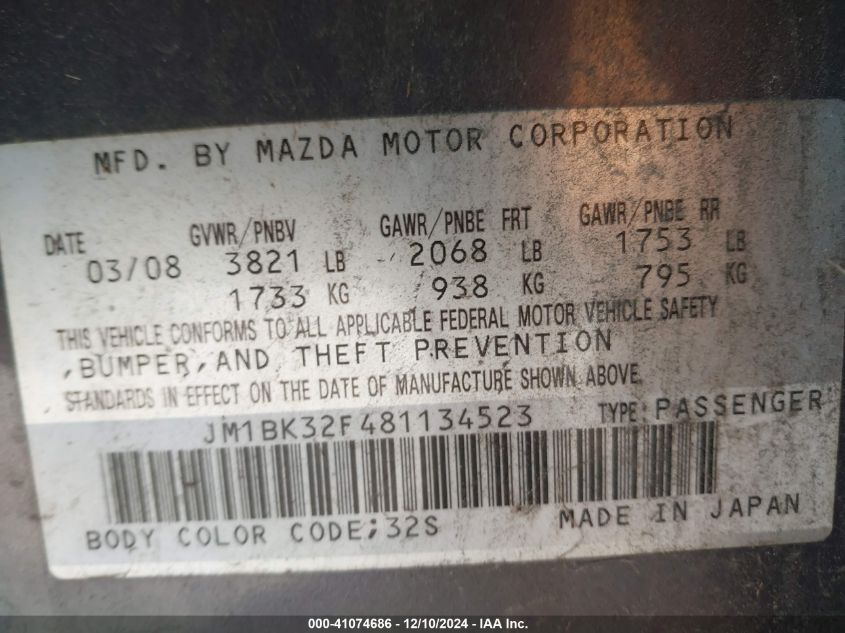 MFD. BY MAZDA MOTOR CORPORATION
DATE GVWR/PNBV GAWR/PNBE FRT GAWR/PNBE RR
03/08 3821 LB 2068 LB 1753 LB
1733 KG 938 KG 795 KG
THIS VEHICLE CONFORMS TO ALL APPLICABLE FEDERAL MOTOR VEHICLE SAFETY
,BUMPER,AND THEFT PREVENTION
STANDARDS IN EFFECT ON THE DATE OF MANUFACTURE SHOWN ABOVE.
JM1BK32F481134523 TYPE: PASSENGER
BODY COLOR CODE;32S MADE IN JAPAN
000-41074686 - 12/10/2024 - IAA Inc.